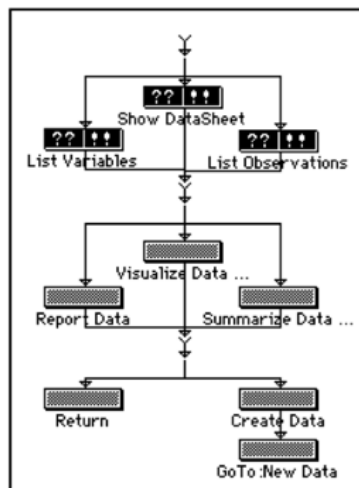 ?? !!
Show DataSheet
?? !!
?? !!
List Variables
List Observations
Visualize Data ...
Report Data
Summarize Data ...
Return
Create Data
GoTo:New Data